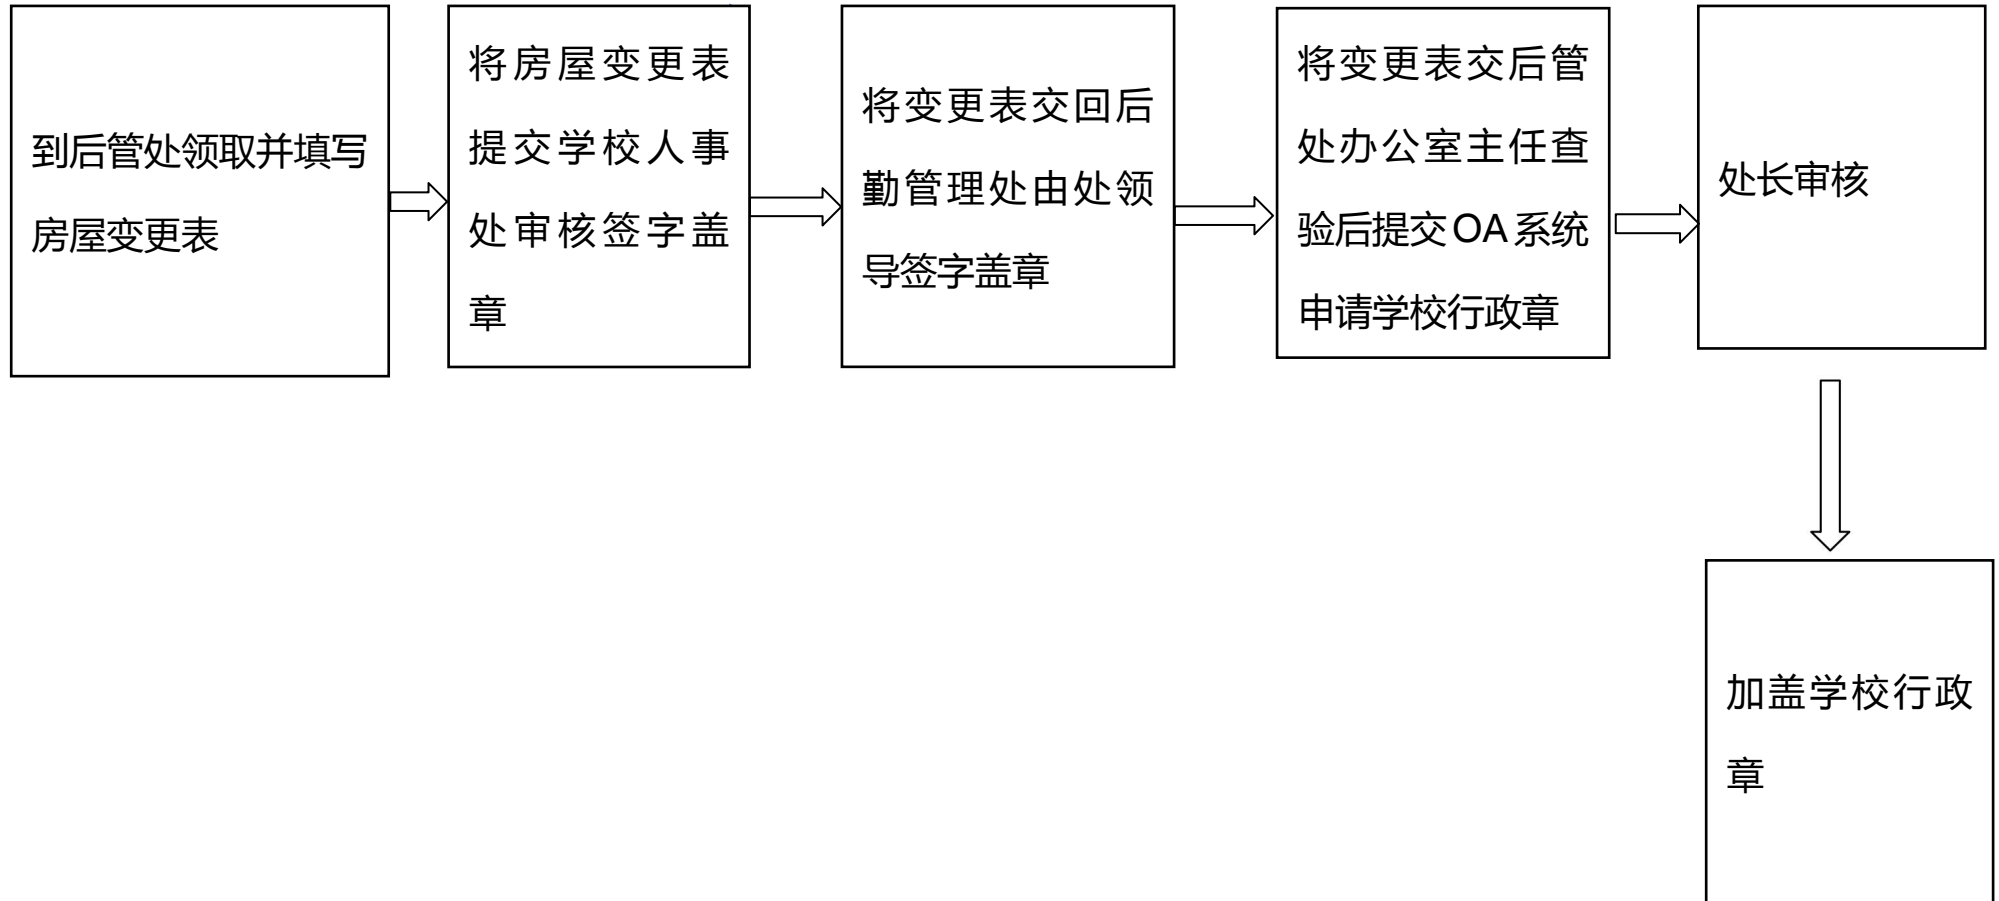 到后管处领取并填写
房屋变更表
将房屋变更表
提交学校人事
处审核签字盖
章
将变更表交回后
勤管理处由处领
导签字盖章
将变更表交后管
处办公室主任查
验后提交OA系统
申请学校行政章
处长审核
加盖学校行政
章